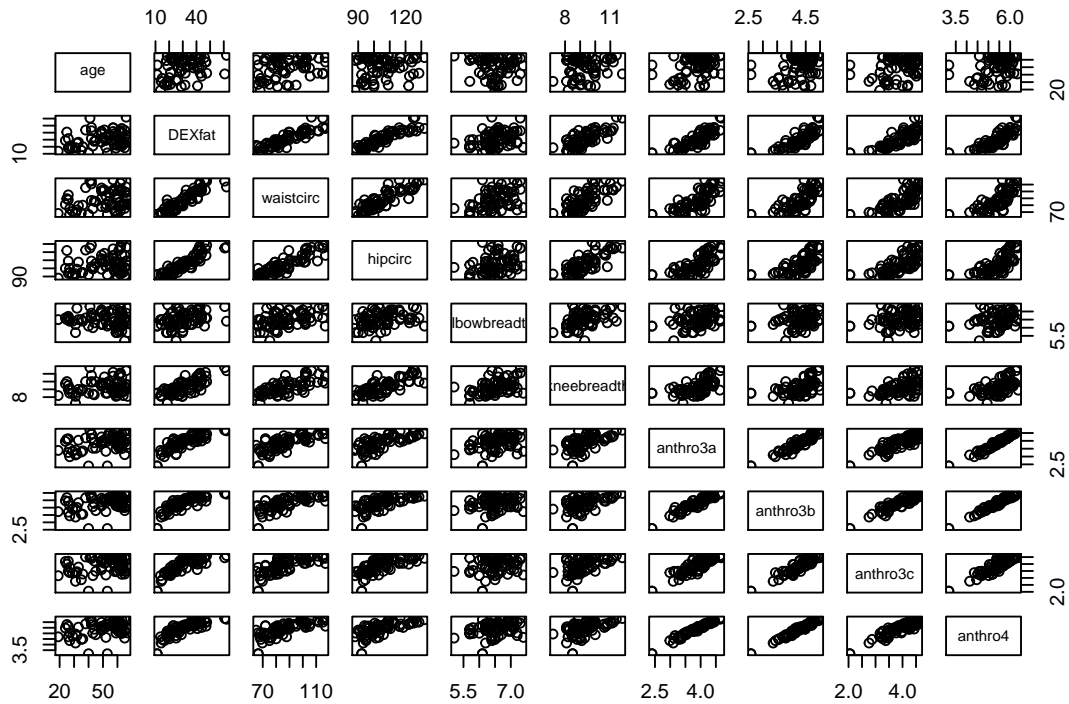 10 40 90 120 8 11 2.5 4.5 3.5 6.0
age 20
10 DEXfat
waistcirc 70
90 hipcirc
lbowbreadt 5.5
8 kneebreadth
anthro3a 2.5
2.5 anthro3b
anthro3c 2.0
3.5 anthro4
20 50 70 110 5.5 7.0 2.5 4.0 2.0 4.0